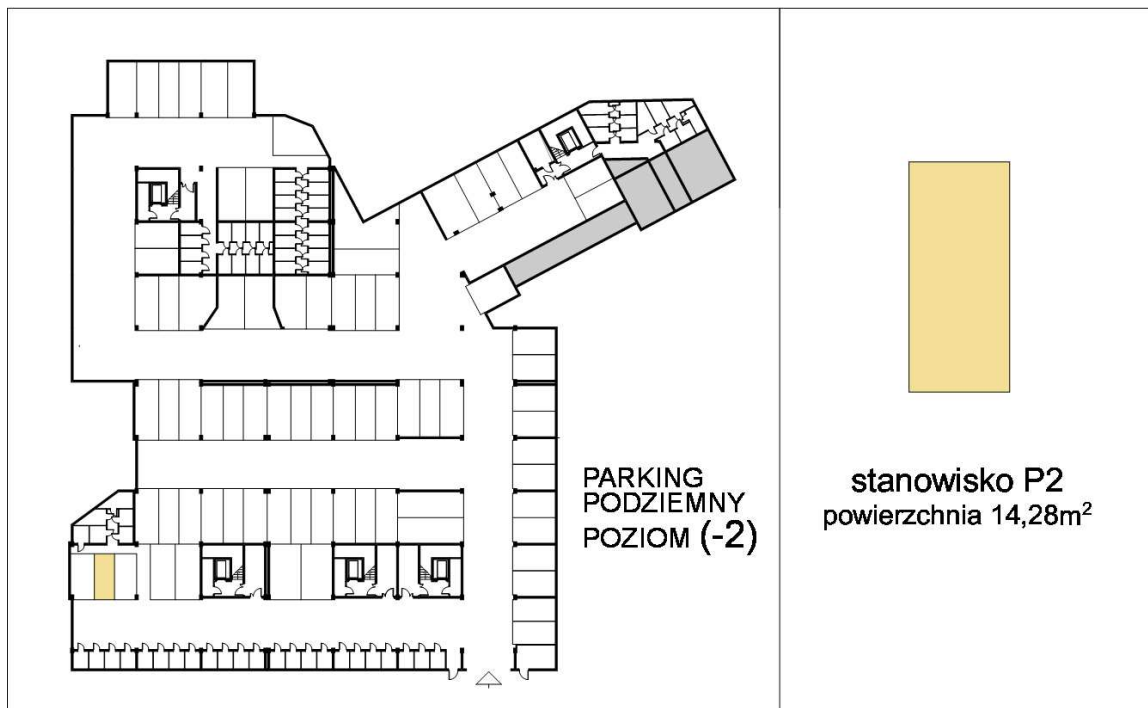 PARKING
PODZIEMNY
POZIOM (-2)
stanowisko P2
powierzchnia 14,28m²